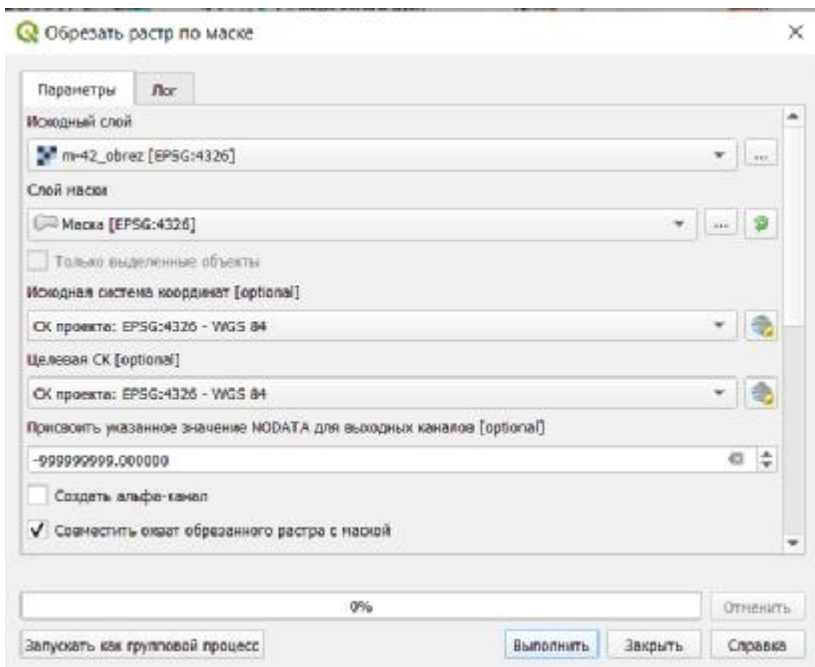 Обрезать растр по маске
Параметры
Лог
Исходный слой
m-42_obrez [EPSG:4326]
...
Слой маски
Маска [EPSG:4326]
...
Только выделенные объекты
Исходная система координат [optional]
СК проекта: EPSG:4326 - WGS 84
Целевая СК [optional]
СК проекта: EPSG:4326 - WGS 84
Присвоить указанное значение NODATA для выходных каналов [optional]
-999999999.000000
Создать альфа-канал
Совместить охват обрезанного растра с маской
0%
Отменить
Запускать как групповой процесс
Выполнить
Закрыть
Справка